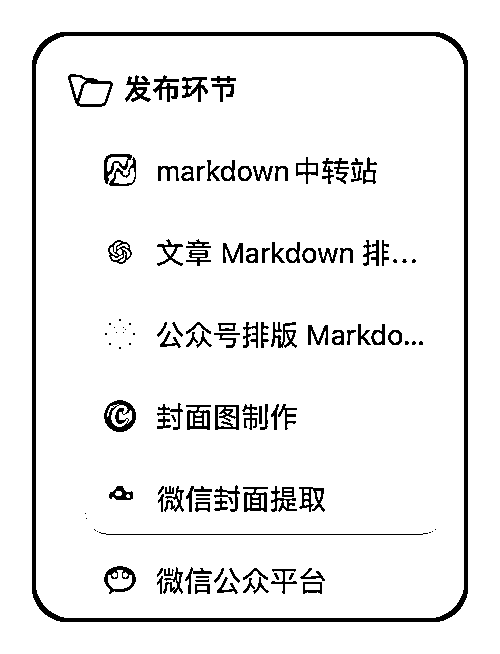 发布环节
markdown中转站
文章 Markdown 排...
公众号排版 Markdo...
封面图制作
微信封面提取
微信公众平台